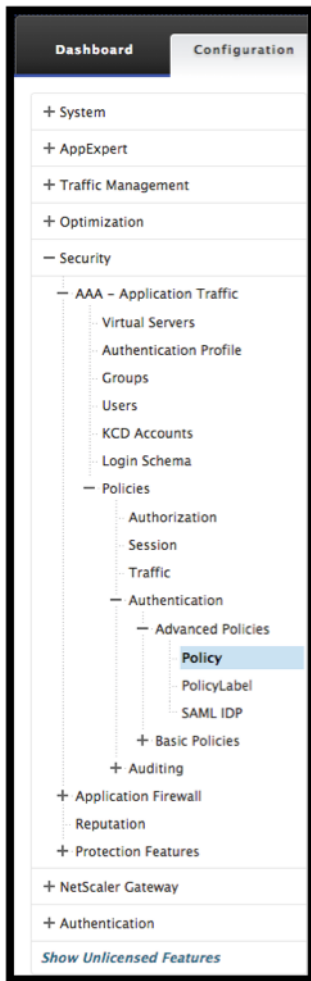 Dashboard Configuration
+ System
+ AppExpert
+ Traffic Management
+ Optimization
− Security
− AAA – Application Traffic
Virtual Servers
Authentication Profile
Groups
Users
KCD Accounts
Login Schema
− Policies
Authorization
Session
Traffic
− Authentication
− Advanced Policies
Policy
PolicyLabel
SAML IDP
+ Basic Policies
+ Auditing
+ Application Firewall
Reputation
+ Protection Features
+ NetScaler Gateway
+ Authentication
Show Unlicensed Features